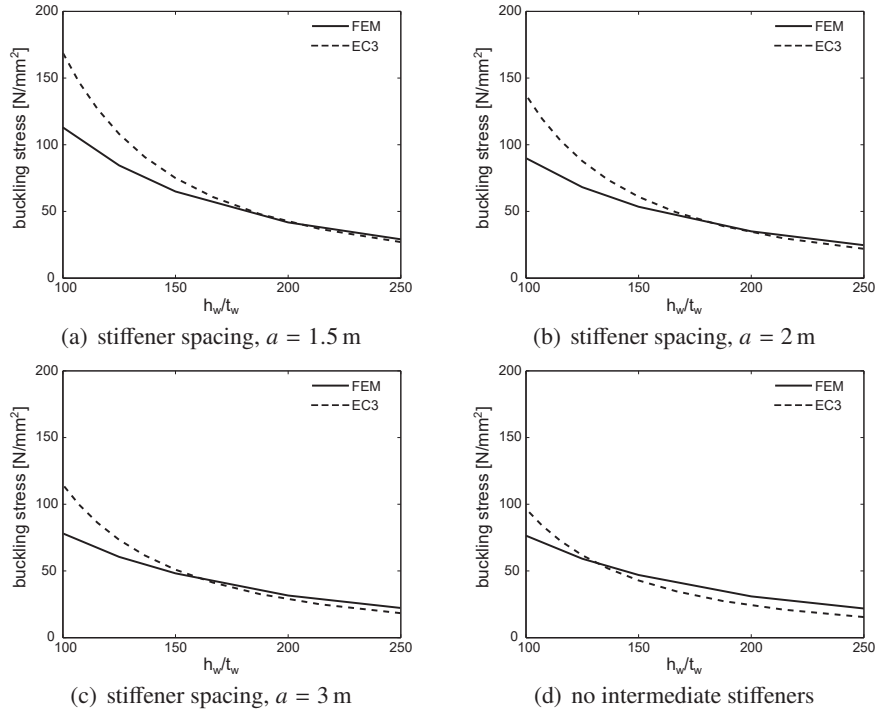 200
150
100
50
0
buckling stress [N/mm²]
FEM
EC3
100 150 200 250
h_w/t_w
(a) stiffener spacing, a = 1.5 m
200
150
100
50
0
buckling stress [N/mm²]
FEM
EC3
100 150 200 250
h_w/t_w
(b) stiffener spacing, a = 2 m
200
150
100
50
0
buckling stress [N/mm²]
FEM
EC3
100 150 200 250
h_w/t_w
(c) stiffener spacing, a = 3 m
200
150
100
50
0
buckling stress [N/mm²]
FEM
EC3
100 150 200 250
h_w/t_w
(d) no intermediate stiffeners